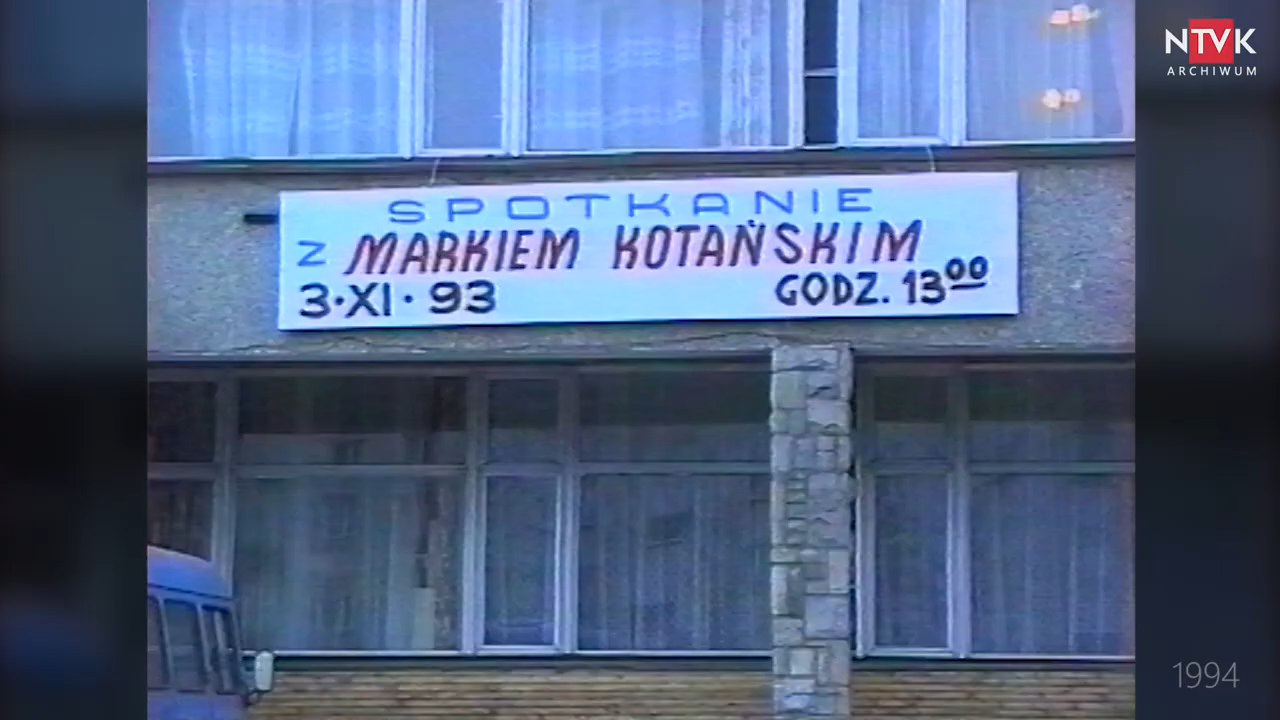 NTVK
ARCHIWUM
SPOTKANIE
Z MARKIEM KOTAŃSKIM
3·XI·93 GODZ. 13⁰⁰
1994